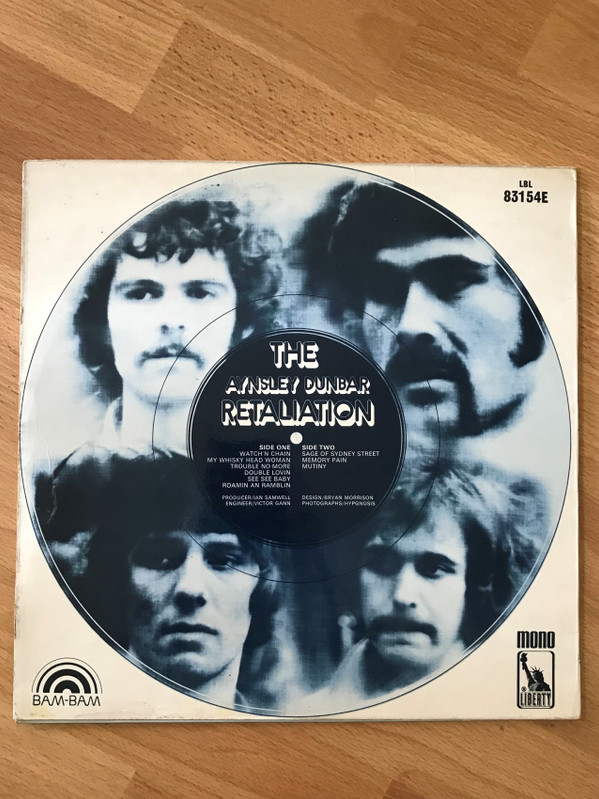 LBL
83154E
THE
AYNSLEY DUNBAR
RETALIATION
SIDE ONE
WATCH'N CHAIN
MY WHISKY HEAD WOMAN
TROUBLE NO MORE
DOUBLE LOVIN
SEE SEE BABY
ROAMIN AN RAMBLIN
SIDE TWO
SAGE OF SYDNEY STREET
MEMORY PAIN
MUTINY
PRODUCER/IAN SAMWELL
ENGINEER/VICTOR GANN
DESIGN/BRYAN MORRISON
PHOTOGRAPHS/HYPGNOSIS
BAM-BAM
mono
® LIBERTY